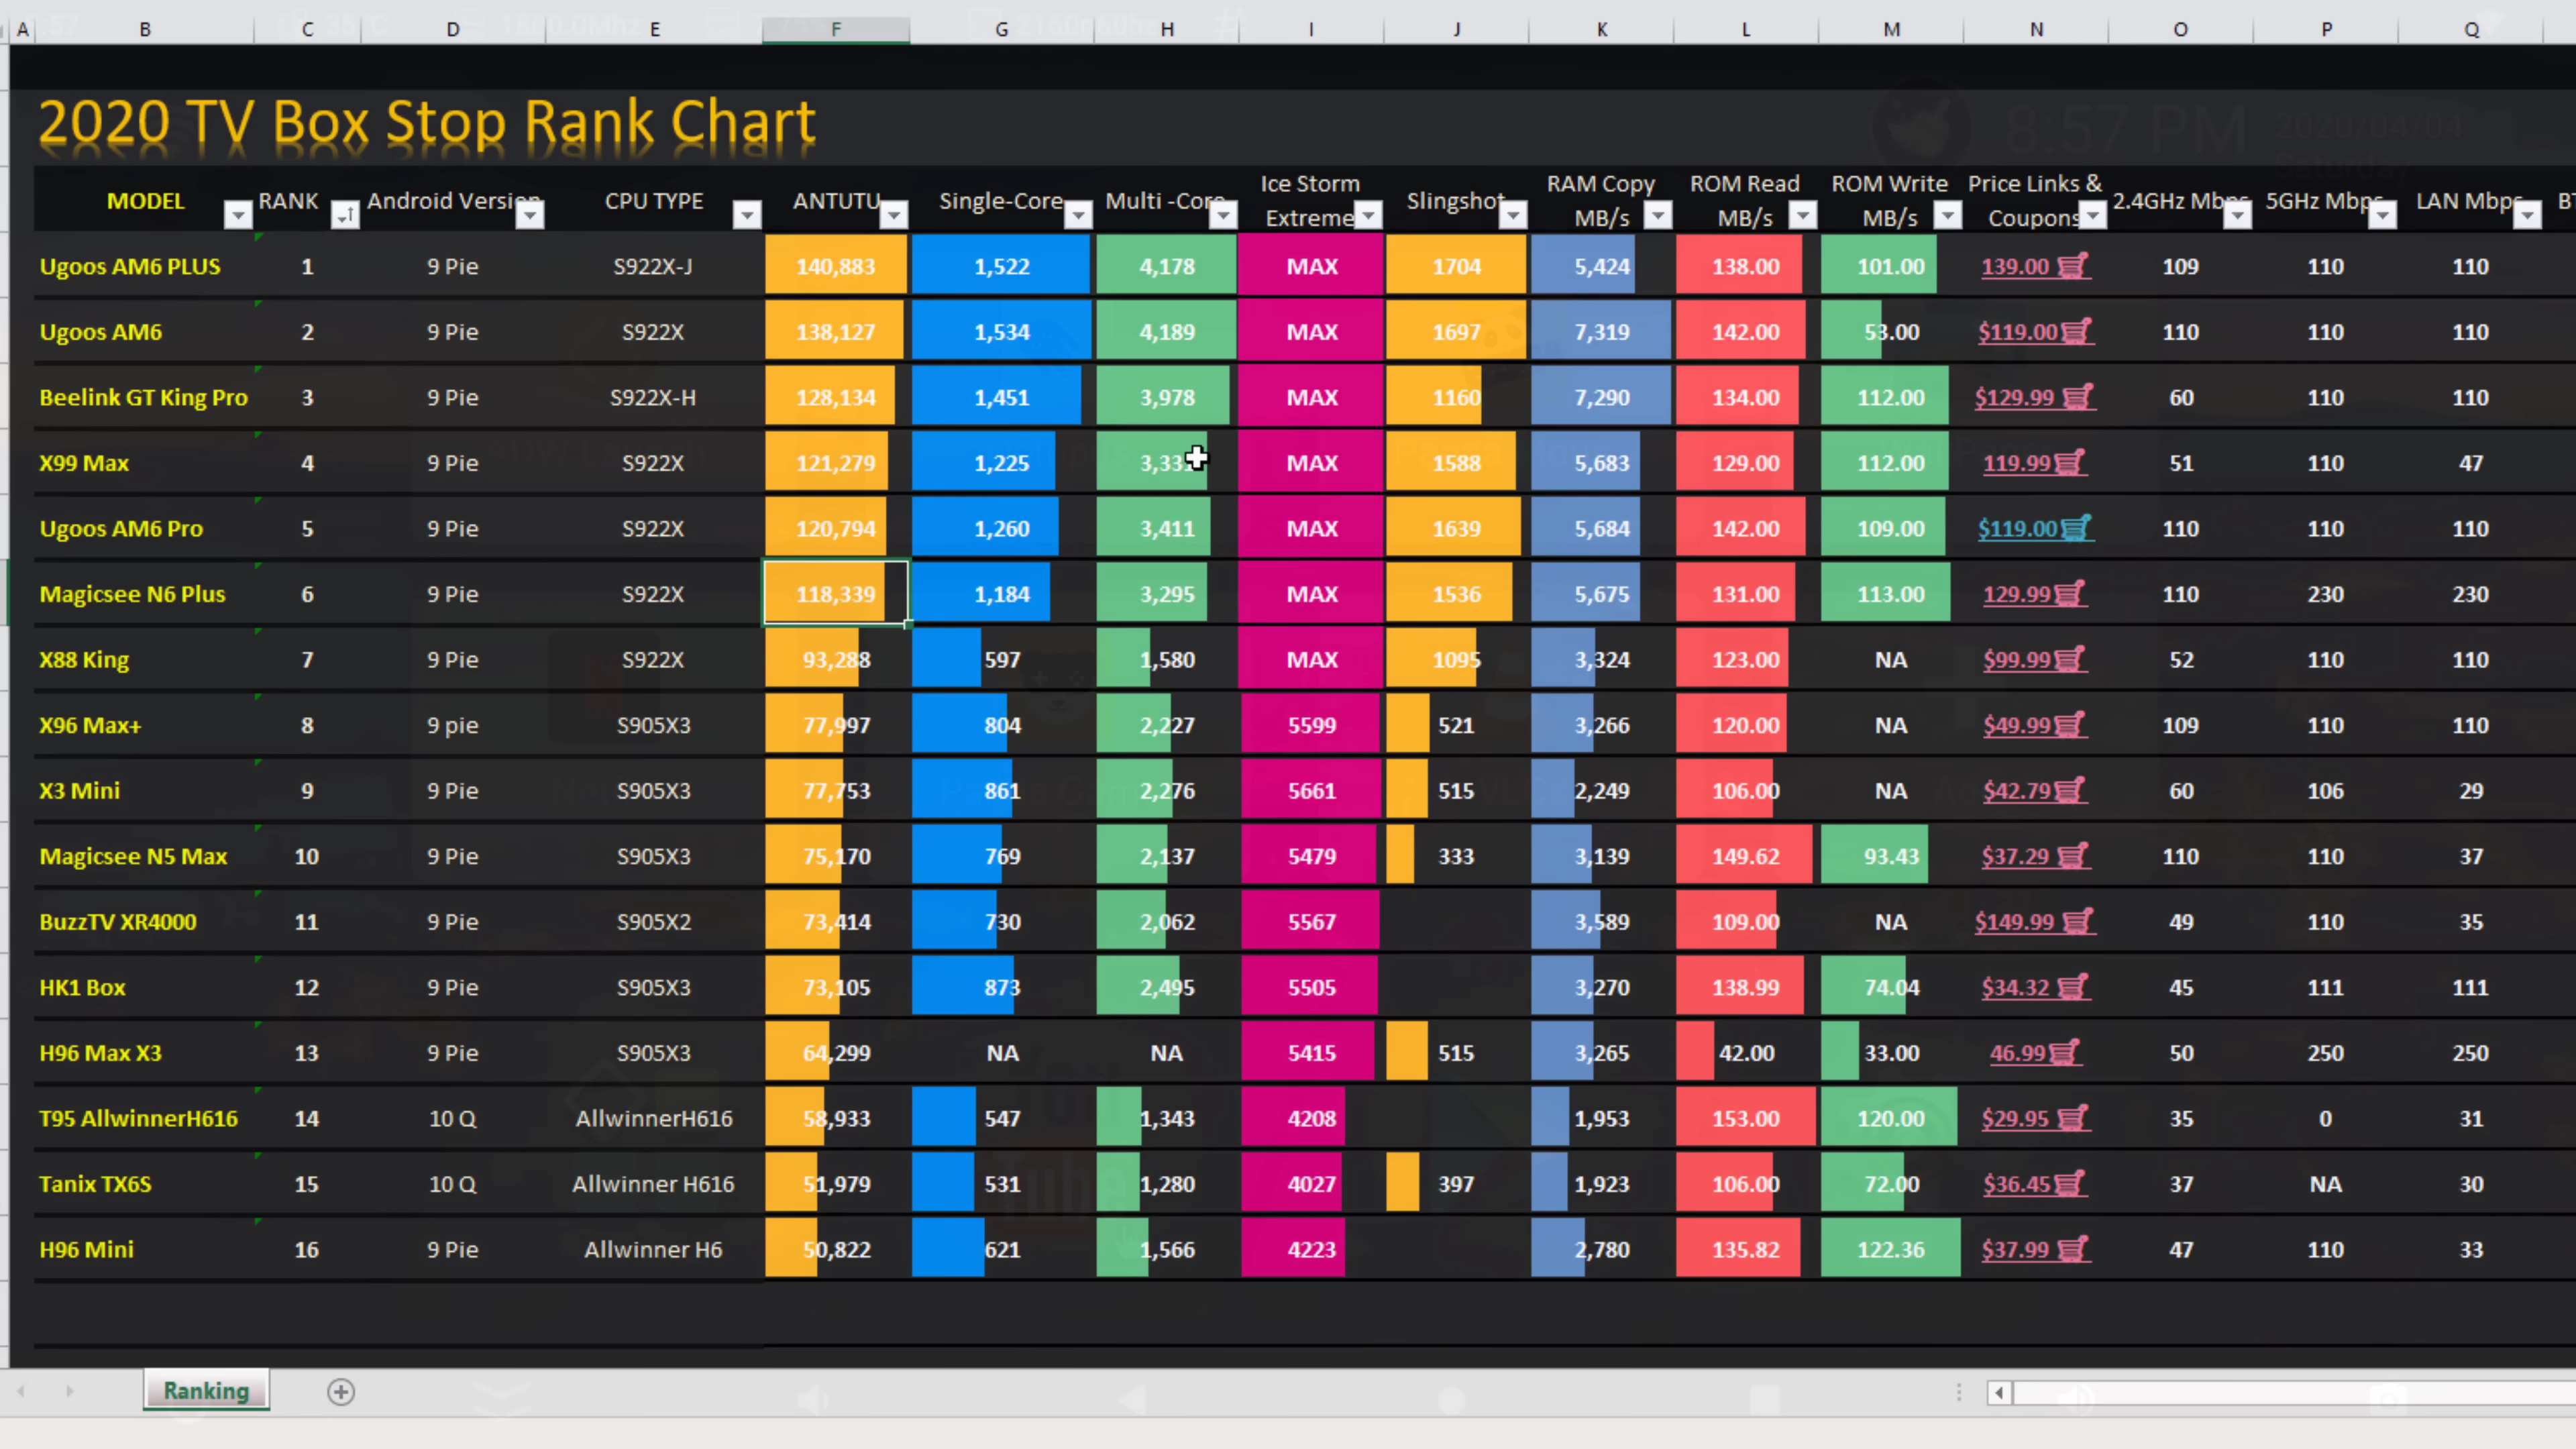 A B C D E F G H I J K L M N O P Q
2020 TV Box Stop Rank Chart
8:57 PM 2020/04/04
Saturday
MODEL RANK Android Version CPU TYPE ANTUTU Single-Core Multi -Core Ice Storm Extreme Slingshot RAM Copy MB/s ROM Read MB/s ROM Write MB/s Price Links & Coupons 2.4GHz Mbps 5GHz Mbps LAN Mbps
Ugoos AM6 PLUS 1 9 Pie S922X-J 140,883 1,522 4,178 MAX 1704 5,424 138.00 101.00 139.00 109 110 110
Ugoos AM6 2 9 Pie S922X 138,127 1,534 4,189 MAX 1697 7,319 142.00 53.00 $119.00 110 110 110
Beelink GT King Pro 3 9 Pie S922X-H 128,134 1,451 3,978 MAX 1160 7,290 134.00 112.00 $129.99 60 110 110
X99 Max 4 9 Pie S922X 121,279 1,225 MAX 1588 5,683 129.00 112.00 119.99 51 110 47
Ugoos AM6 Pro 5 9 Pie S922X 120,794 1,260 3,411 MAX 1639 5,684 142.00 109.00 $119.00 110 110 110
Magicsee N6 Plus 6 9 Pie S922X 118,339 1,184 3,295 MAX 1536 5,675 131.00 113.00 129.99 110 230 230
X88 King 7 9 Pie S922X 93,288 597 1,580 MAX 1095 3,324 123.00 NA $99.99 52 110 110
X96 Max+ 8 9 pie S905X3 77,997 804 2,227 5599 521 3,266 120.00 NA $49.99 109 110 110
X3 Mini 9 9 Pie S905X3 77,753 861 2,276 5661 515 2,249 106.00 NA $42.79 60 106 29
Magicsee N5 Max 10 9 Pie S905X3 75,170 769 2,137 5479 333 3,139 149.62 93.43 $37.29 110 110 37
BuzzTV XR4000 11 9 Pie S905X2 73,414 730 2,062 5567 3,589 109.00 NA $149.99 49 110 35
HK1 Box 12 9 Pie S905X3 73,105 873 2,495 5505 3,270 138.99 74.04 $34.32 45 111 111
H96 Max X3 13 9 Pie S905X3 64,299 NA NA 5415 515 3,265 42.00 33.00 46.99 50 250 250
T95 AllwinnerH616 14 10 Q AllwinnerH616 58,933 547 1,343 4208 1,953 153.00 120.00 $29.95 35 0 31
Tanix TX6S 15 10 Q Allwinner H616 51,979 531 1,280 4027 397 1,923 106.00 72.00 $36.45 37 NA 30
H96 Mini 16 9 Pie Allwinner H6 50,822 621 1,566 4223 2,780 135.82 122.36 $37.99 47 110 33
Ranking